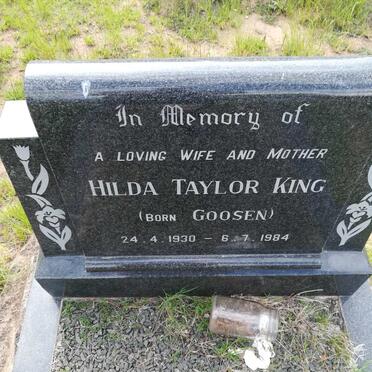 In Memory of
A LOVING WIFE AND MOTHER
HILDA TAYLOR KING
(BORN GOOSEN)
24.4.1930 – 6.7.1984